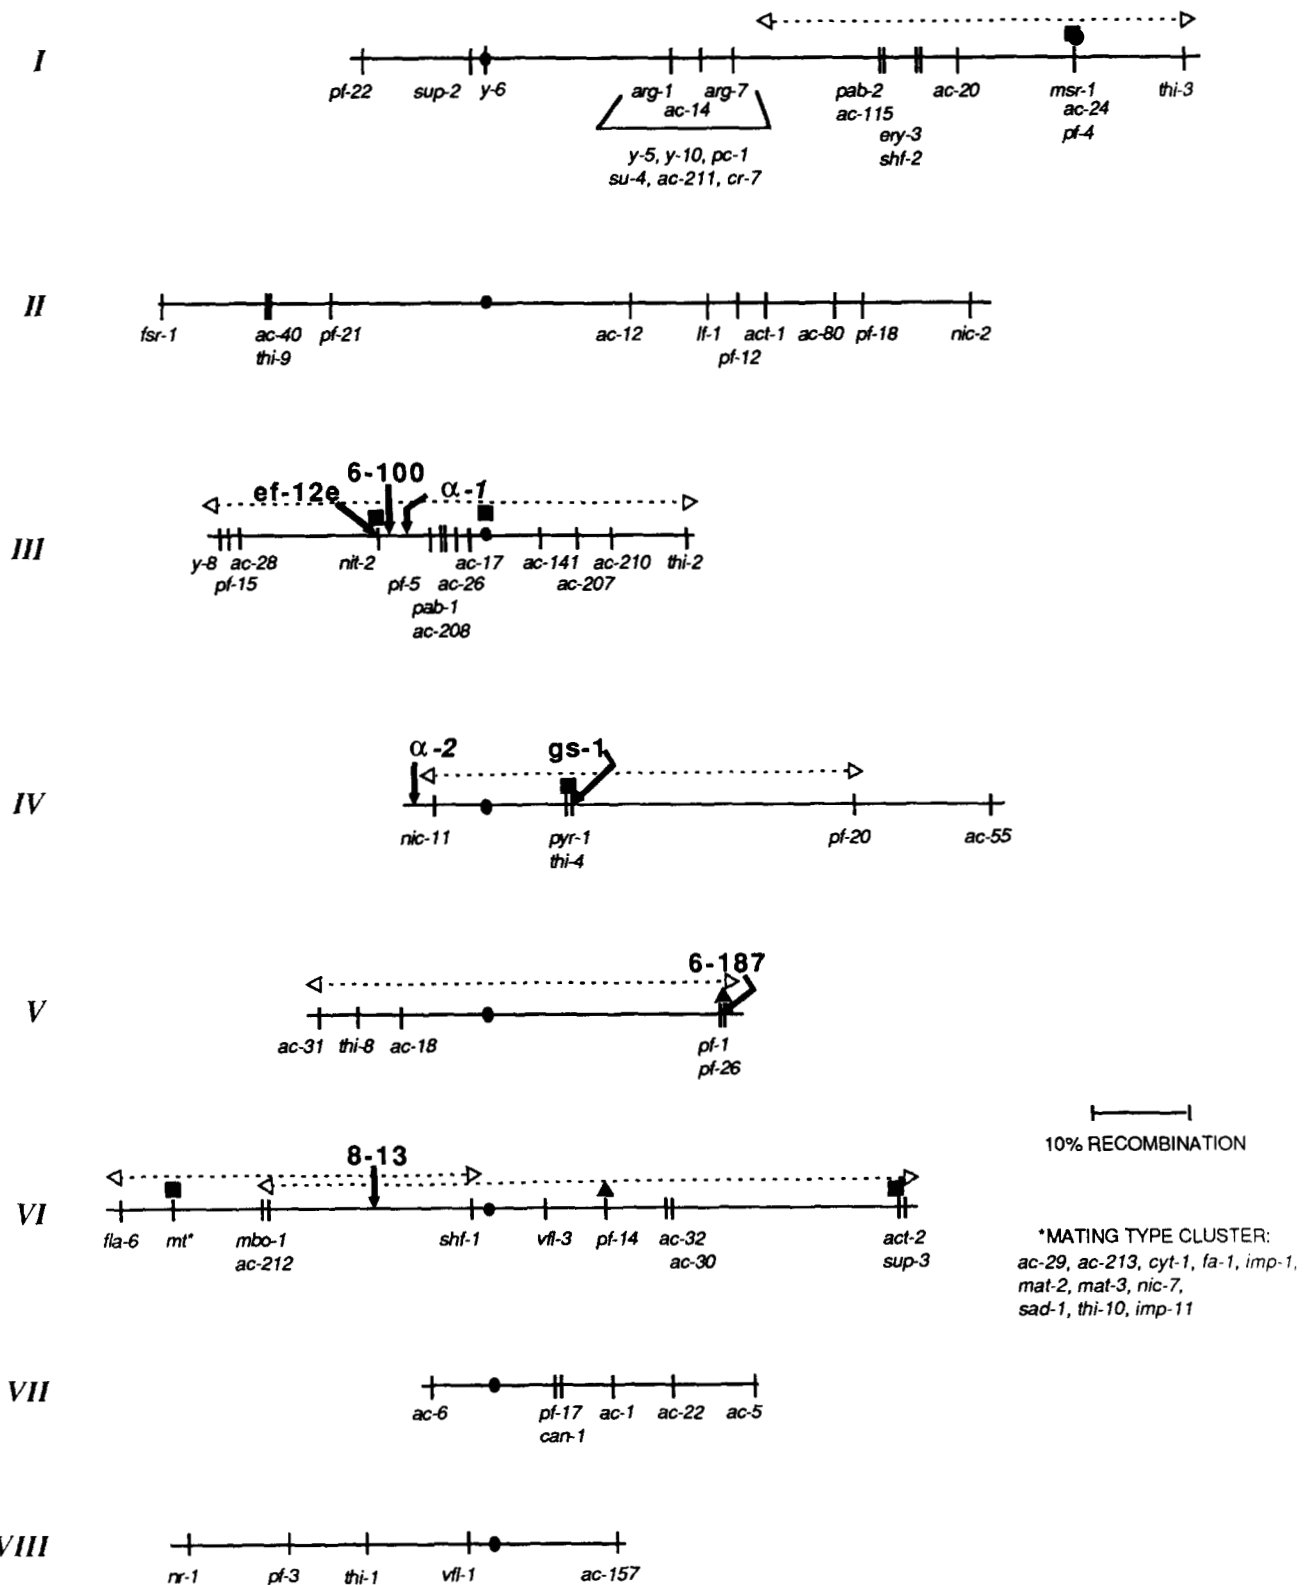 I
pf-22 sup-2 y-6 arg-1 arg-7 pab-2 ac-20 msr-1 thi-3
ac-14 ac-115 ac-24
ery-3 pf-4
y-5, y-10, pc-1 shf-2
su-4, ac-211, cr-7
II
fsr-1 ac-40 pf-21 ac-12 lf-1 act-1 ac-80 pf-18 nic-2
thi-9 pf-12
6-100
ef-12e α-1
III
y-8 ac-28 nit-2 ac-17 ac-141 ac-210 thi-2
pf-15 pf-5 ac-26 ac-207
pab-1
ac-208
α-2 gs-1
IV
nic-11 pyr-1 pf-20 ac-55
thi-4
6-187
V
ac-31 thi-8 ac-18 pf-1
pf-26
10% RECOMBINATION
8-13
VI
fla-6 mt* mbo-1 shf-1 vfl-3 pf-14 ac-32 act-2
ac-212 ac-30 sup-3
*MATING TYPE CLUSTER:
ac-29, ac-213, cyt-1, fa-1, imp-1,
mat-2, mat-3, nic-7,
sad-1, thi-10, imp-11
VII
ac-6 pf-17 ac-1 ac-22 ac-5
can-1
VIII
nr-1 pf-3 thi-1 vfl-1 ac-157